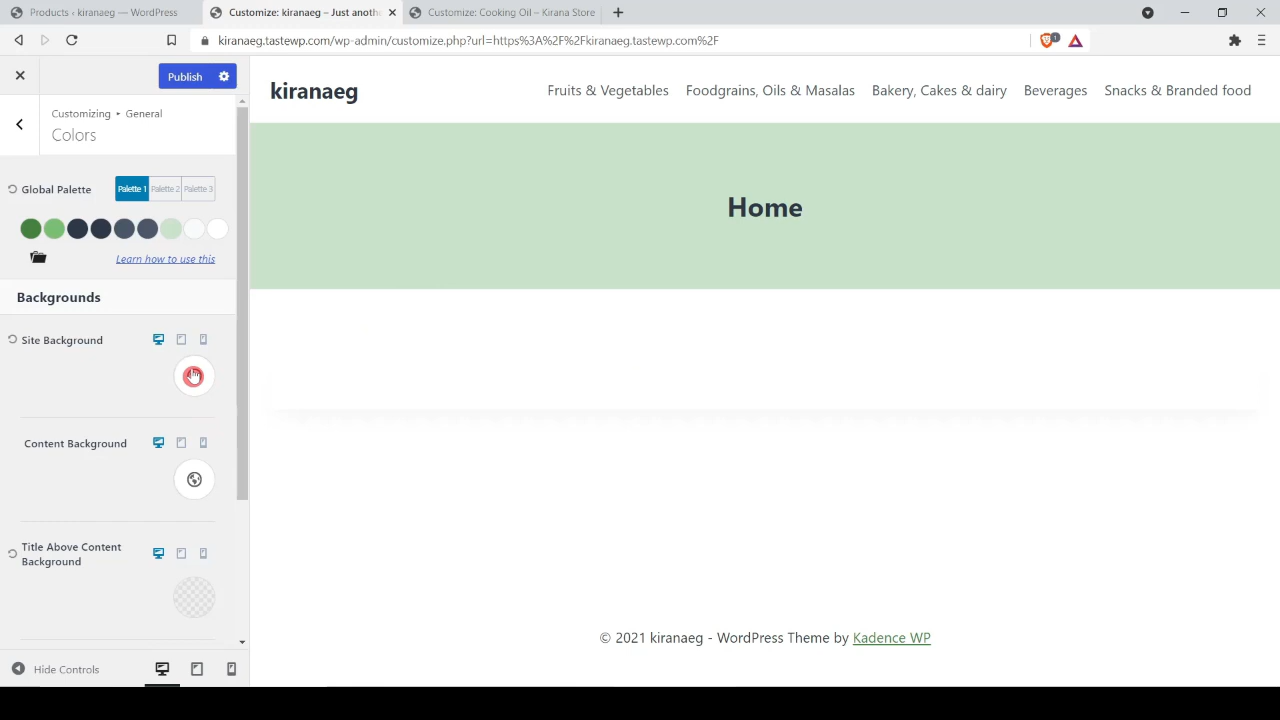 Products ‹ kiranaeg — WordPress
Customize: kiranaeg – Just anoth
Customize: Cooking Oil – Kirana Store
kiranaeg.tastewp.com/wp-admin/customize.php?url=https%3A%2F%2Fkiranaeg.tastewp.com%2F
1
Publish
kiranaeg
Fruits & Vegetables
Foodgrains, Oils & Masalas
Bakery, Cakes & dairy
Beverages
Snacks & Branded food
Customizing ▸ General
Colors
Global Palette
Palette 1
Palette 2
Palette 3
Home
Learn how to use this
Backgrounds
Site Background
Content Background
Title Above Content
Background
© 2021 kiranaeg - WordPress Theme by Kadence WP
Hide Controls